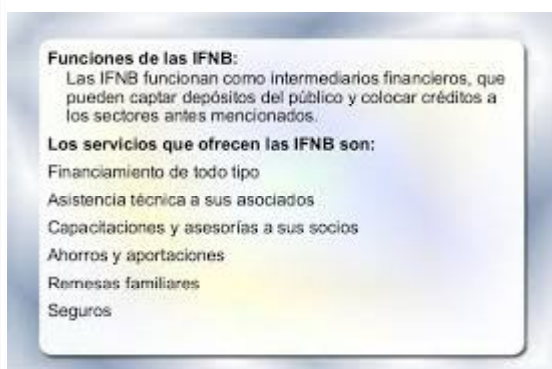 Funciones de las IFNB:
Las IFNB funcionan como intermediarios financieros, que
pueden captar depósitos del público y colocar créditos a
los sectores antes mencionados.
Los servicios que ofrecen las IFNB son:
Financiamiento de todo tipo
Asistencia técnica a sus asociados
Capacitaciones y asesorías a sus socios
Ahorros y aportaciones
Remesas familiares
Seguros